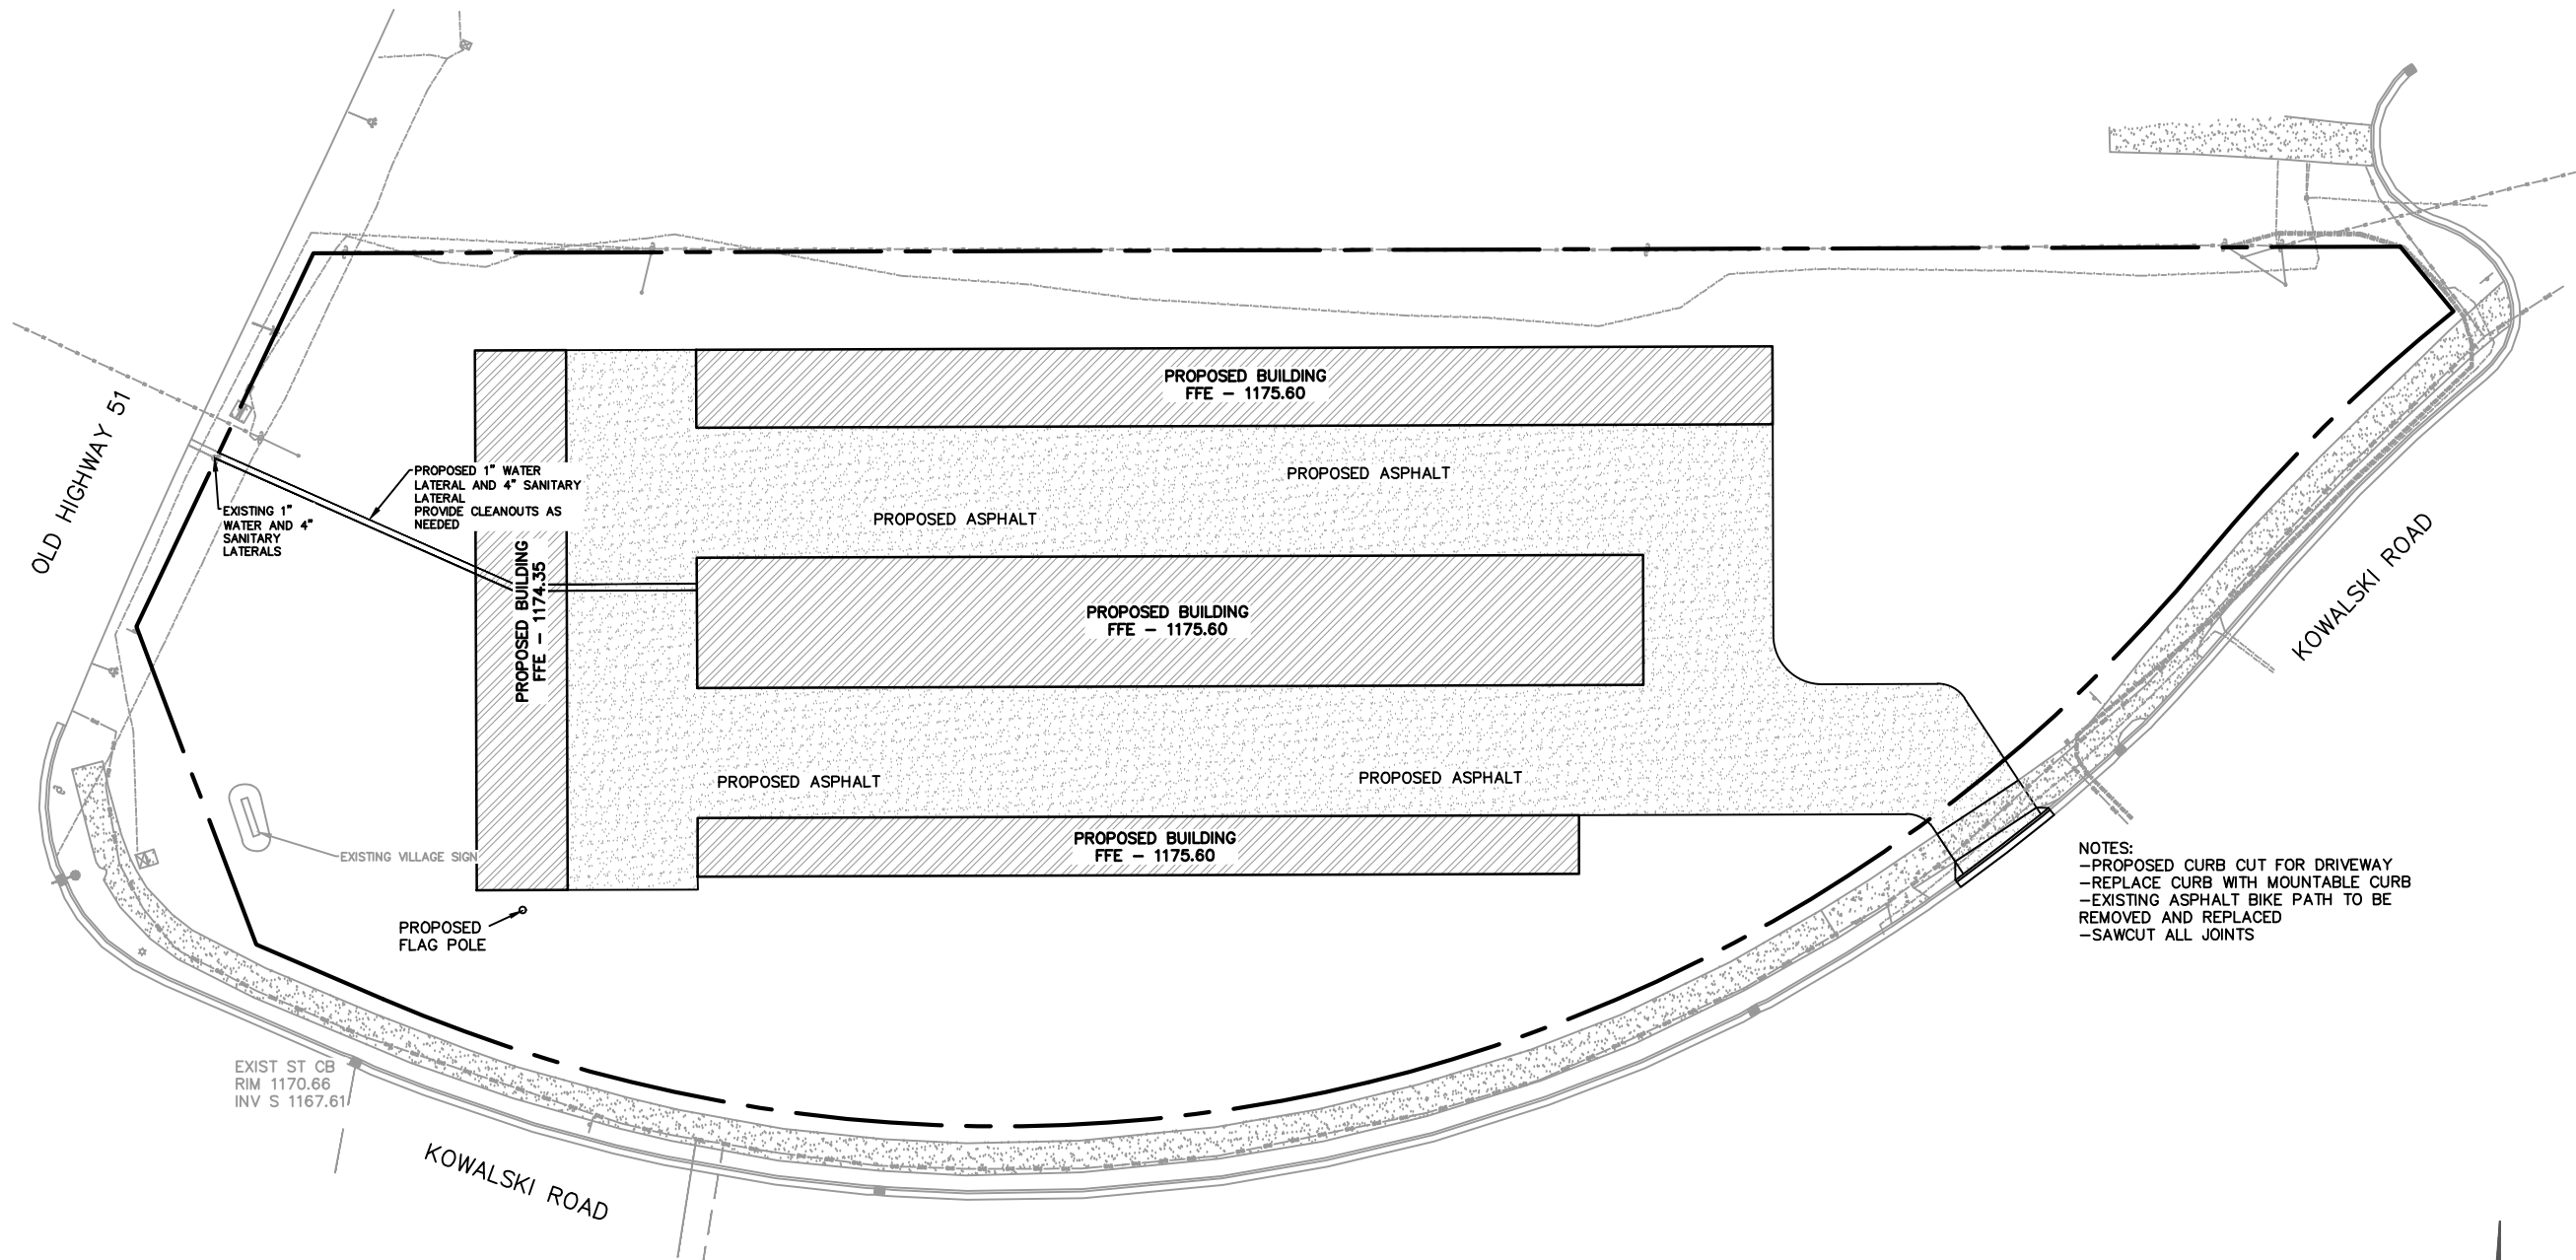 PROPOSED BUILDING
FFE - 1175.60
OLD HIGHWAY 51
PROPOSED 1" WATER
LATERAL AND 4" SANITARY
LATERAL
PROVIDE CLEANOUTS AS
NEEDED
PROPOSED ASPHALT
PROPOSED ASPHALT
EXISTING 1"
WATER AND 4"
SANITARY
LATERALS
PROPOSED BUILDING
FFE - 1174.35
PROPOSED BUILDING
FFE - 1175.60
KOWALSKI ROAD
PROPOSED ASPHALT
PROPOSED ASPHALT
PROPOSED BUILDING
FFE - 1175.60
EXISTING VILLAGE SIGN
PROPOSED
FLAG POLE
NOTES:
-PROPOSED CURB CUT FOR DRIVEWAY
-REPLACE CURB WITH MOUNTABLE CURB
-EXISTING ASPHALT BIKE PATH TO BE
REMOVED AND REPLACED
-SAWCUT ALL JOINTS
EXIST ST CB
RIM 1170.66
INV S 1167.61
KOWALSKI ROAD